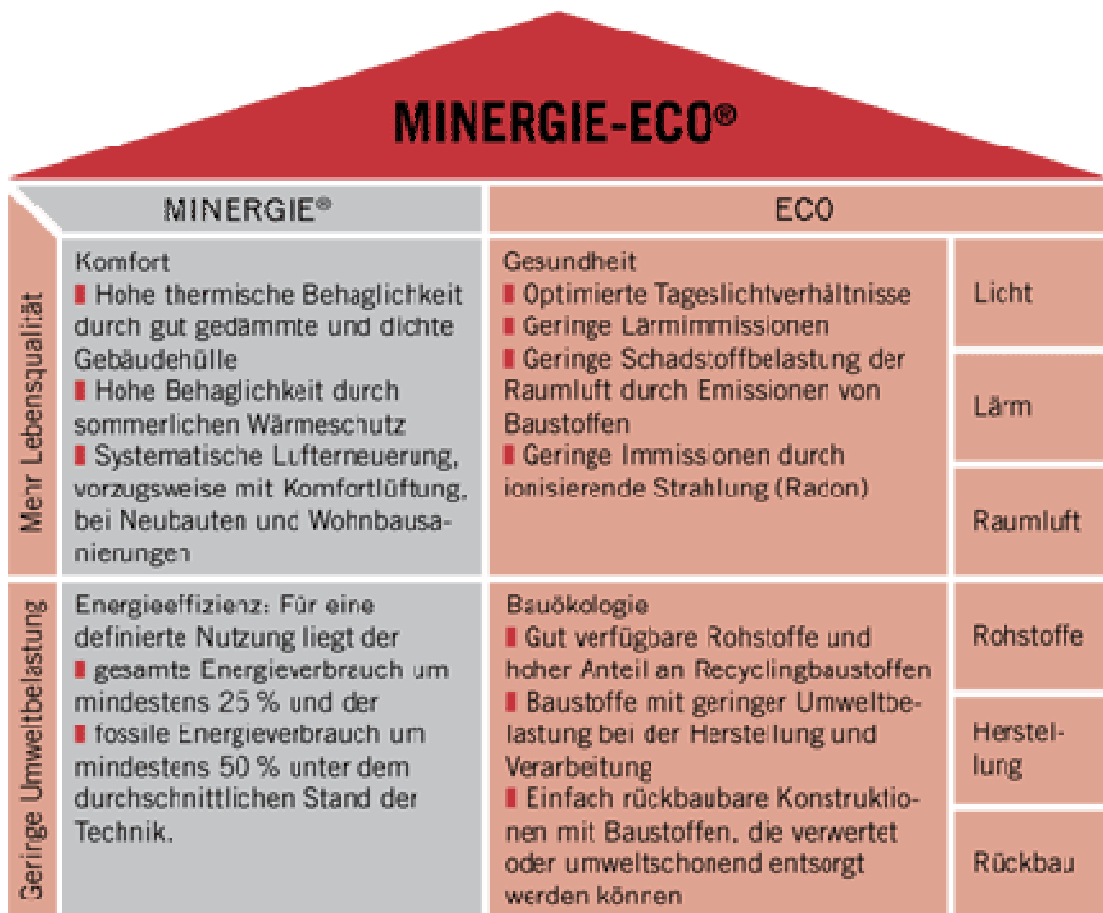 MINERGIE-ECO®
MINERGIE®
ECO
Mehr Lebensqualität
Komfort
Hohe thermische Behaglichkeit
durch gut gedämmte und dichte
Gebäudehülle
Hohe Behaglichkeit durch
sommerlichen Wärmeschutz
Systematische Lufterneuerung,
vorzugsweise mit Komfortlüftung,
bei Neubauten und Wohnbausa-
nierungen
Gesundheit
Optimierte Tageslichtverhältnisse
Geringe Lärmimmissionen
Geringe Schadstoffbelastung der
Raumluft durch Emissionen von
Baustoffen
Geringe Immissionen durch
ionisierende Strahlung (Radon)
Licht
Lärm
Raumluft
Geringe Umweltbelastung
Energieeffizienz: Für eine
definierte Nutzung liegt der
gesamte Energieverbrauch um
mindestens 25 % und der
fossile Energieverbrauch um
mindestens 50 % unter dem
durchschnittlichen Stand der
Technik.
Bauökologie
Gut verfügbare Rohstoffe und
hoher Anteil an Recyclingbaustoffen
Baustoffe mit geringer Umweltbe-
lastung bei der Herstellung und
Verarbeitung
Einfach rückbaubare Konstruktio-
nen mit Baustoffen, die verwertet
oder umweltschonend entsorgt
werden können
Rohstoffe
Herstel-
lung
Rückbau